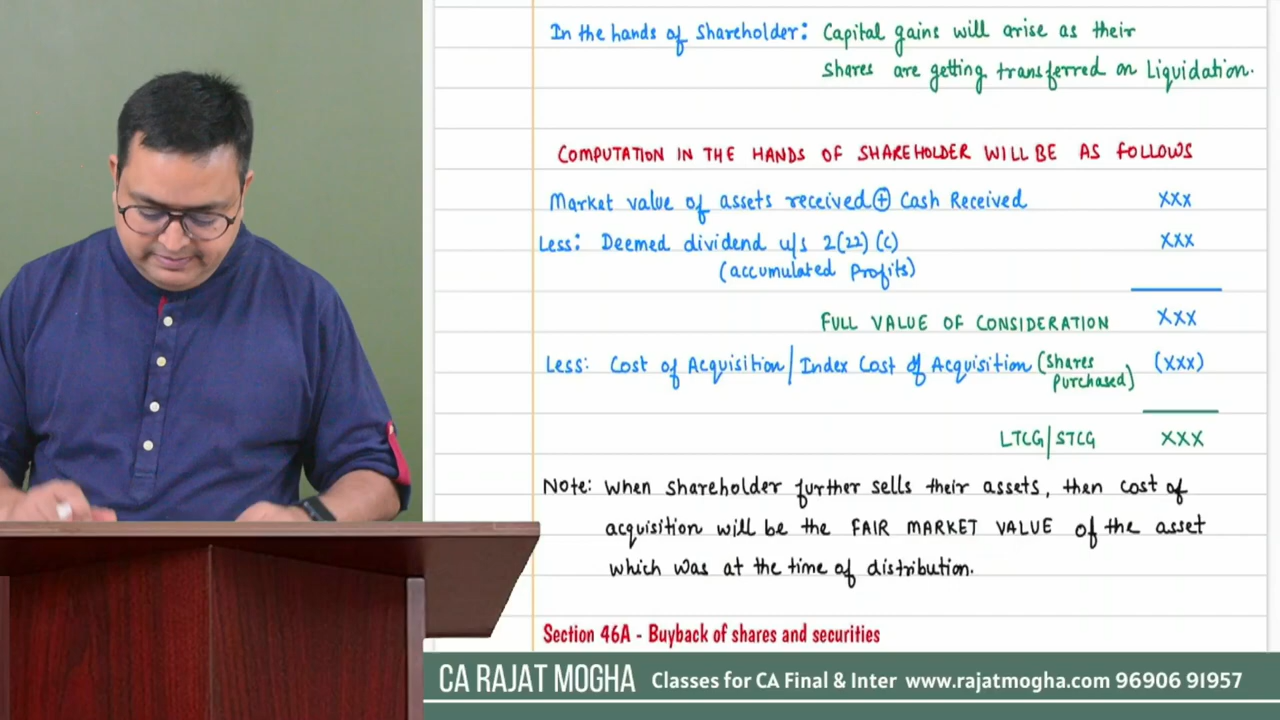 In the hands of Shareholder: Capital gains will arise as their
Shares are getting transferred on Liquidation.
COMPUTATION IN THE HANDS OF SHAREHOLDER WILL BE AS FOLLOWS
Market value of assets received ⊕ Cash Received XXX
Less: Deemed dividend u/s 2(22)(c) XXX
(accumulated Profits)
FULL VALUE OF CONSIDERATION XXX
Less: Cost of Acquisition/Index Cost of Acquisition (Shares (XXX)
Purchased)
LTCG/STCG XXX
Note: When shareholder further sells their assets, then cost of
acquisition will be the FAIR MARKET VALUE of the asset
which was at the time of distribution.
Section 46A - Buyback of shares and securities
CA RAJAT MOGHA Classes for CA Final & Inter www.rajatmogha.com 96906 91957